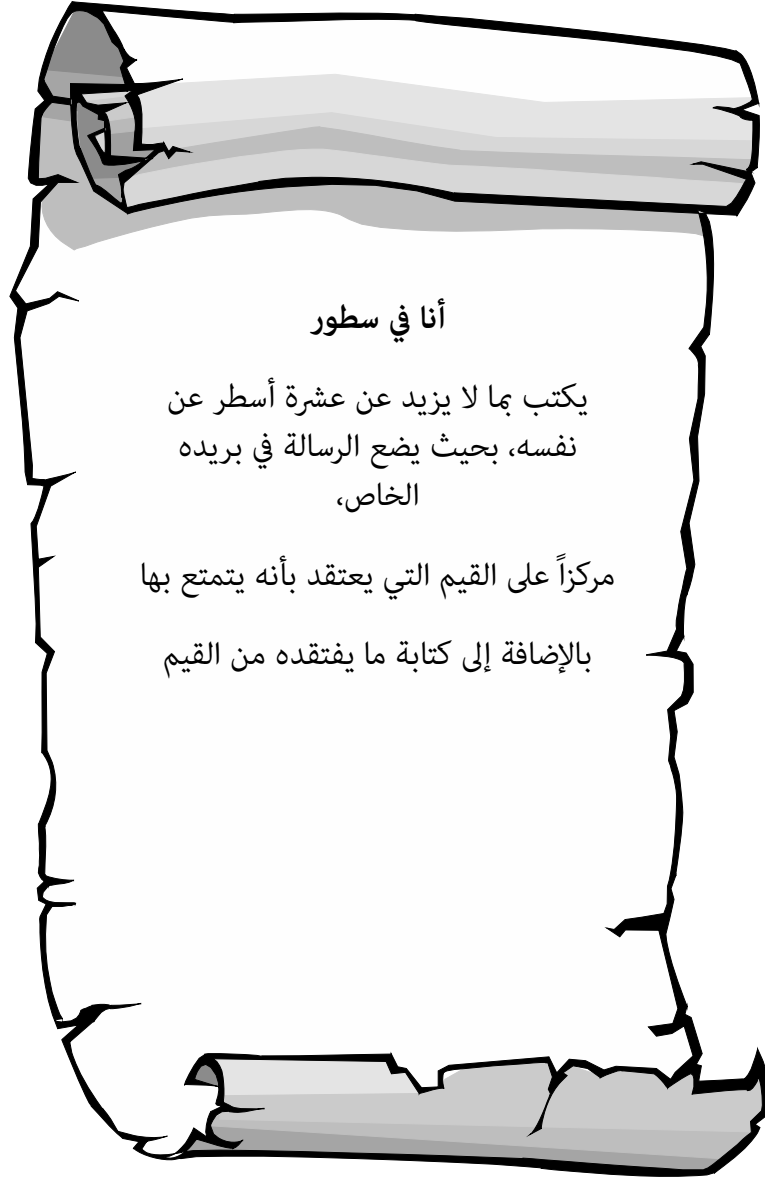 أنا في سطور
يكتب بما لا يزيد عن عشرة أسطر عن
نفسه، بحيث يضع الرسالة في بريده
الخاص،
مركزاً على القيم التي يعتقد بأنه يتمتع بها
بالإضافة إلى كتابة ما يفتقده من القيم